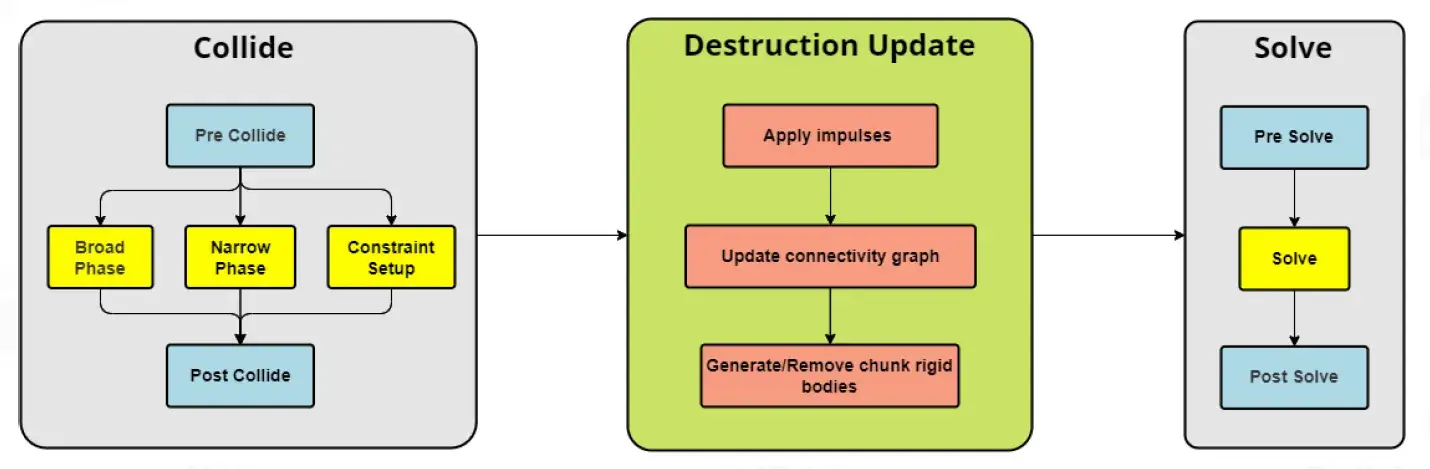 Collide
Pre Collide
Broad
Phase
Narrow
Phase
Constraint
Setup
Post Collide
Destruction Update
Apply impulses
Update connectivity graph
Generate/Remove chunk rigid
bodies
Solve
Pre Solve
Solve
Post Solve